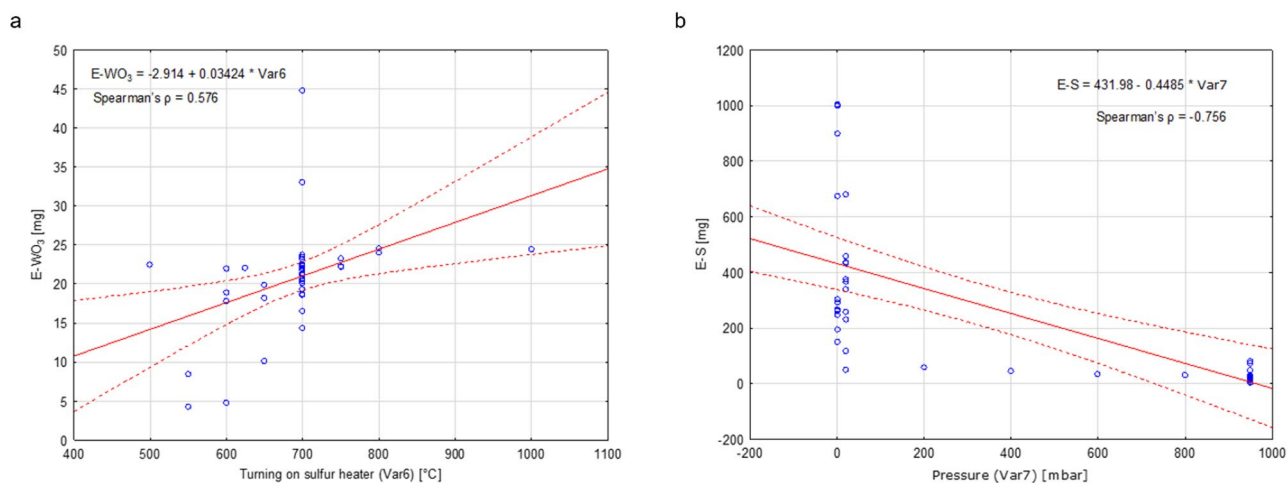 a
E-WO₃ = -2.914 + 0.03424 * Var6
Spearman's ρ = 0.576
50
45
40
35
30
25
20
15
10
5
0
E-WO₃ [mg]
400 500 600 700 800 900 1000 1100
Turning on sulfur heater (Var6) [°C]
b
E-S = 431.98 - 0.4485 * Var7
Spearman's ρ = -0.756
1200
1000
800
600
400
200
0
-200
E-S [mg]
-200 0 200 400 600 800 1000
Pressure (Var7) [mbar]